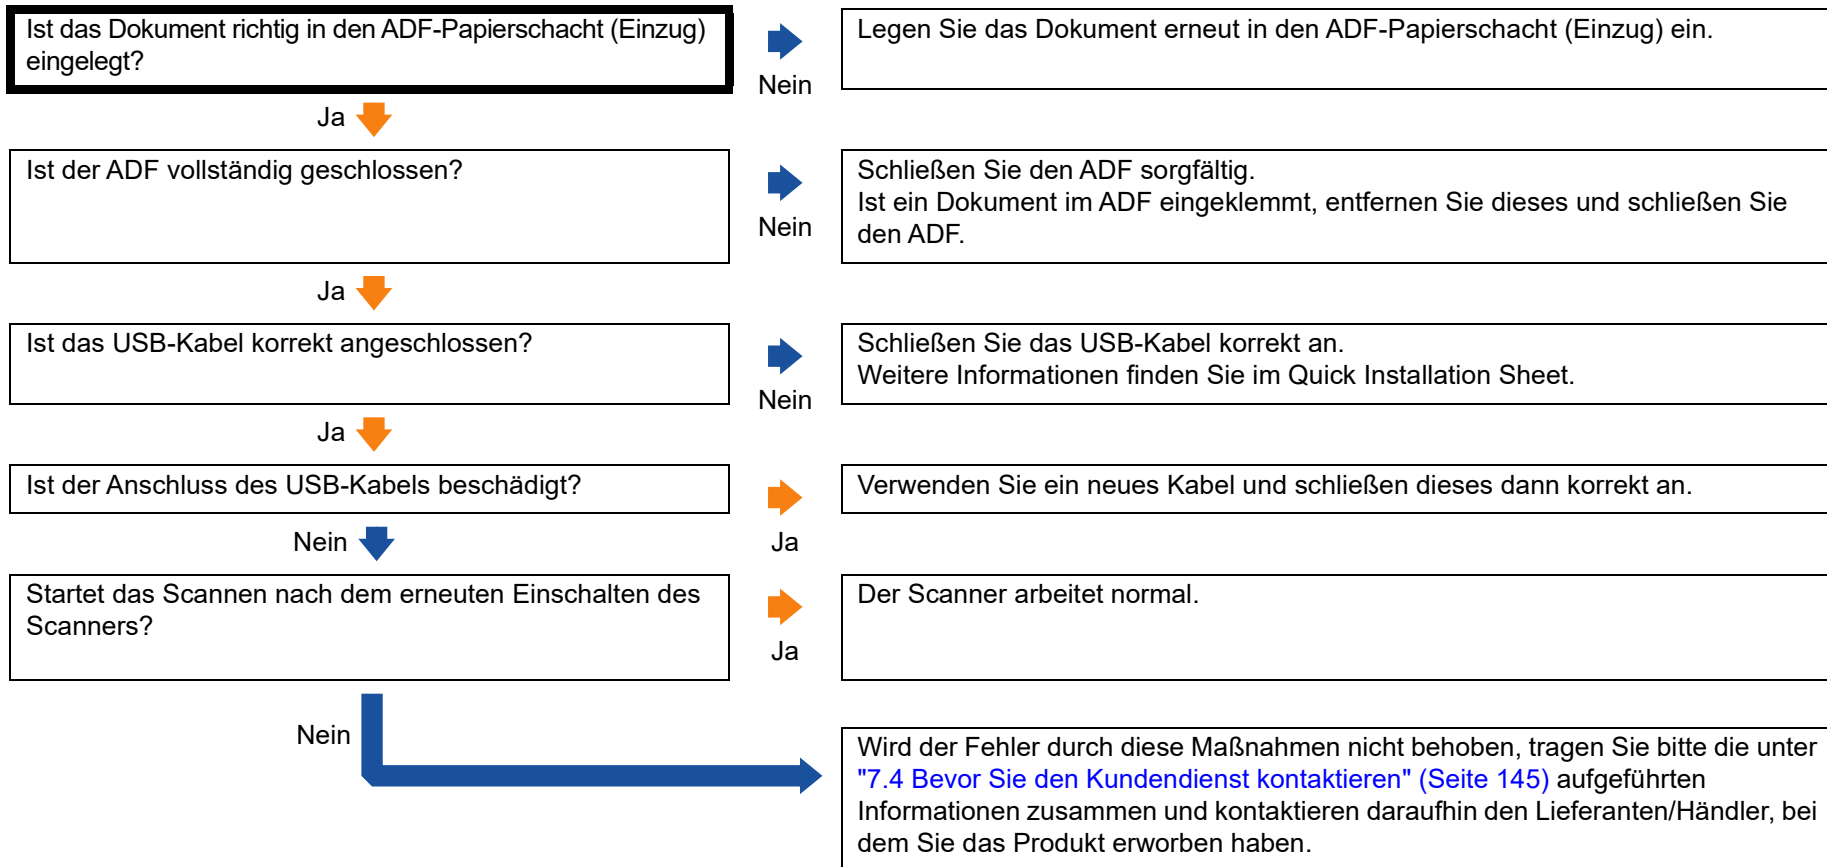 Ist das Dokument richtig in den ADF-Papierschacht (Einzug)
eingelegt?
Nein
Legen Sie das Dokument erneut in den ADF-Papierschacht (Einzug) ein.
Ja
Ist der ADF vollständig geschlossen?
Nein
Schließen Sie den ADF sorgfältig.
Ist ein Dokument im ADF eingeklemmt, entfernen Sie dieses und schließen Sie
den ADF.
Ja
Ist das USB-Kabel korrekt angeschlossen?
Nein
Schließen Sie das USB-Kabel korrekt an.
Weitere Informationen finden Sie im Quick Installation Sheet.
Ja
Ist der Anschluss des USB-Kabels beschädigt?
Ja
Verwenden Sie ein neues Kabel und schließen dieses dann korrekt an.
Nein
Startet das Scannen nach dem erneuten Einschalten des
Scanners?
Ja
Der Scanner arbeitet normal.
Nein
Wird der Fehler durch diese Maßnahmen nicht behoben, tragen Sie bitte die unter
"7.4 Bevor Sie den Kundendienst kontaktieren" (Seite 145) aufgeführten
Informationen zusammen und kontaktieren daraufhin den Lieferanten/Händler, bei
dem Sie das Produkt erworben haben.